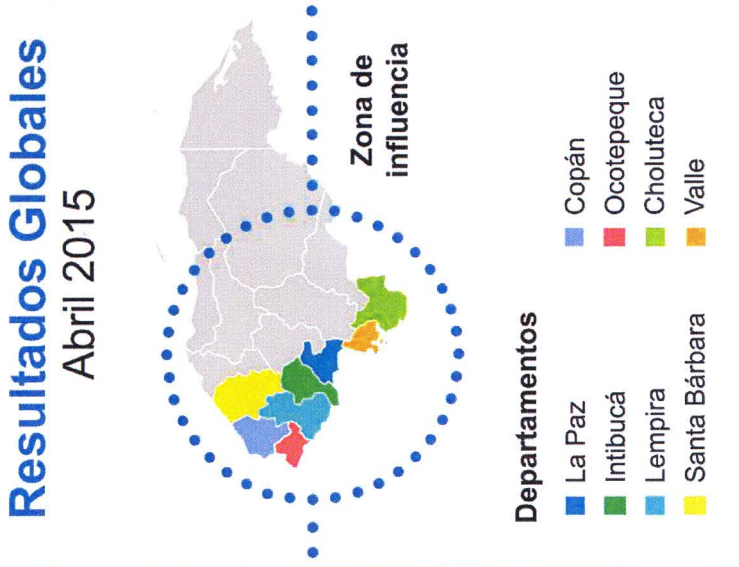 Resultados Globales
Abril 2015
Zona de
influencia
Departamentos
La Paz
Intibucá
Lempira
Santa Bárbara
Copán
Ocotepeque
Choluteca
Valle